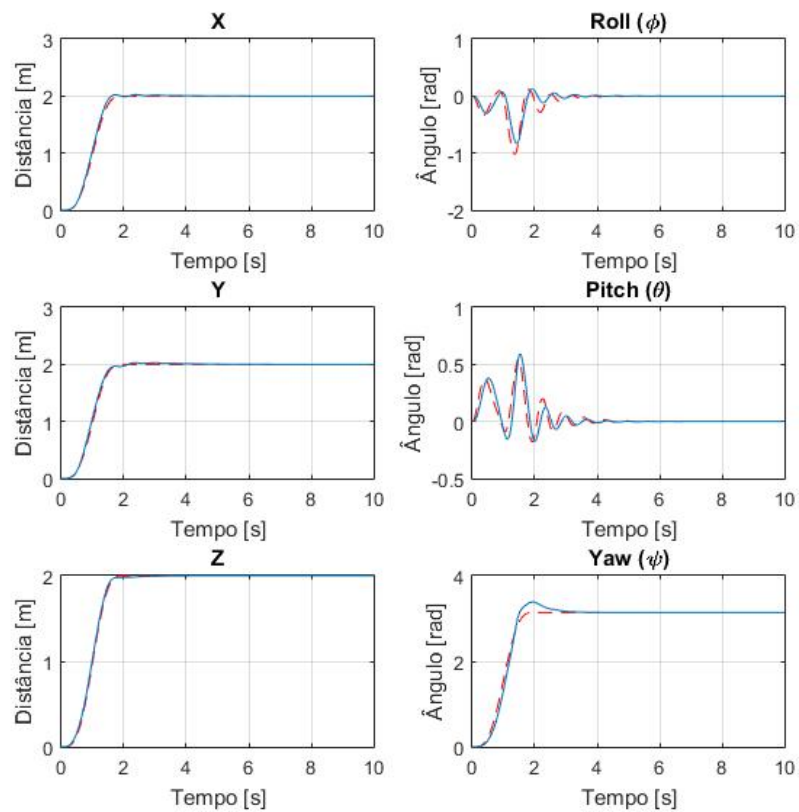 X
3
2
1
0
Distância [m]
0 2 4 6 8 10
Tempo [s]
Roll (ϕ)
1
0
-1
-2
Ângulo [rad]
0 2 4 6 8 10
Tempo [s]
Y
3
2
1
0
Distância [m]
0 2 4 6 8 10
Tempo [s]
Pitch (θ)
1
0.5
0
-0.5
Ângulo [rad]
0 2 4 6 8 10
Tempo [s]
Z
2
1
0
Distância [m]
0 2 4 6 8 10
Tempo [s]
Yaw (ψ)
4
2
0
Ângulo [rad]
0 2 4 6 8 10
Tempo [s]